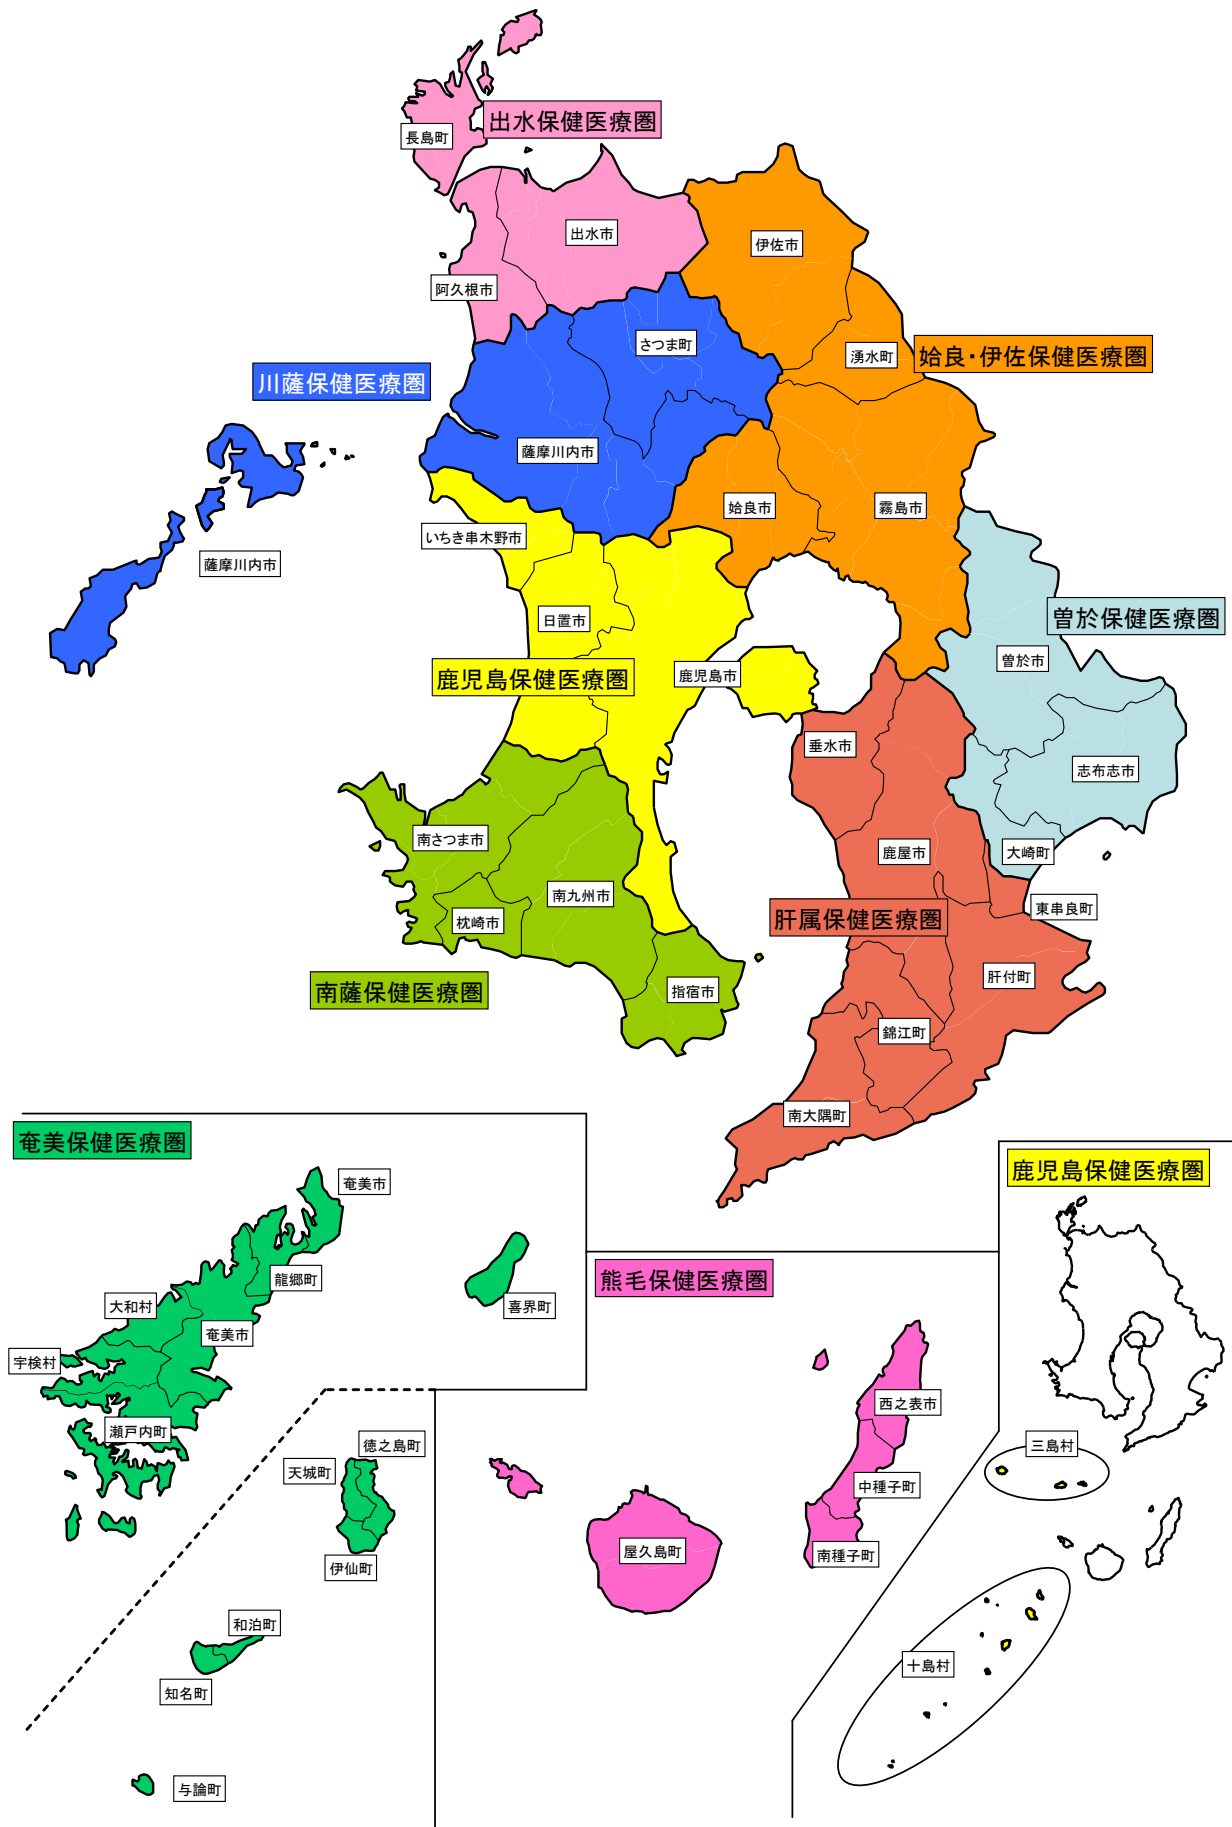 出水保健医療圏
長島町
出水市
伊佐市
阿久根市
さつま町
湧水町
姶良・伊佐保健医療圏
川薩保健医療圏
薩摩川内市
姶良市
霧島市
いちき串木野市
薩摩川内市
曽於保健医療圏
日置市
曽於市
鹿児島保健医療圏
鹿児島市
垂水市
志布志市
南さつま市
鹿屋市
大崎町
南九州市
東串良町
枕崎市
肝属保健医療圏
南薩保健医療圏
指宿市
肝付町
錦江町
南大隅町
奄美保健医療圏
鹿児島保健医療圏
奄美市
龍郷町
熊毛保健医療圏
大和村
喜界町
奄美市
宇検村
西之表市
瀬戸内町
徳之島町
三島村
天城町
中種子町
屋久島町
南種子町
伊仙町
和泊町
十島村
知名町
与論町